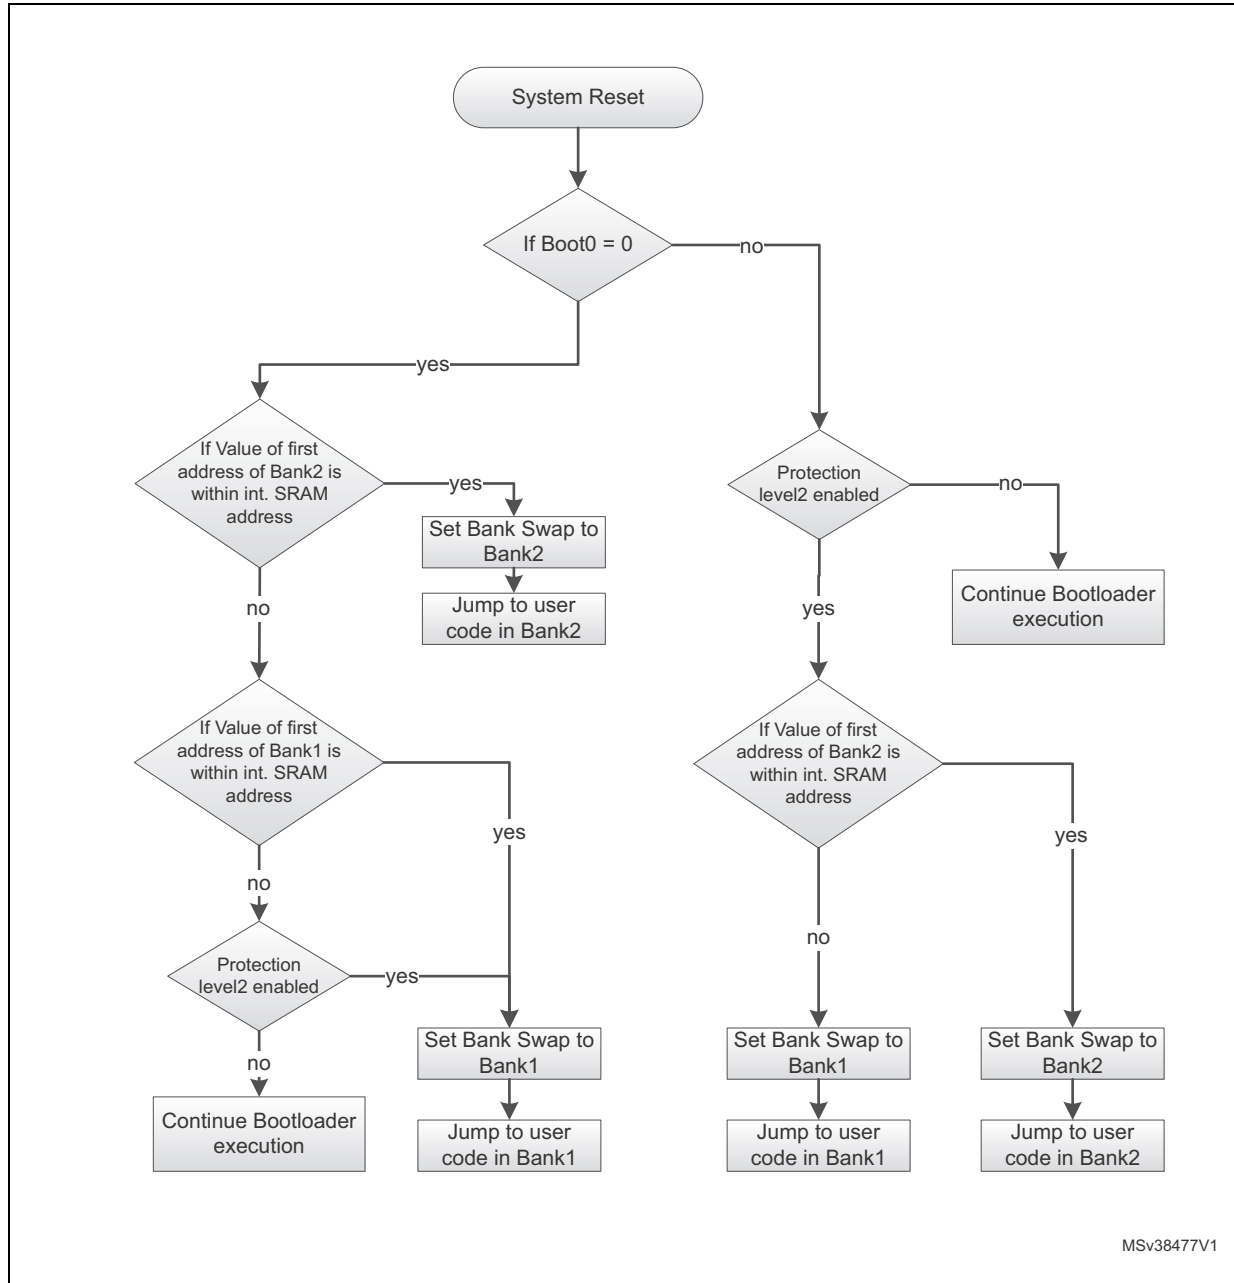 System Reset
If Boot0 = 0
no
yes
If Value of first
address of Bank2 is
within int. SRAM
address
yes
Set Bank Swap to
Bank2
Jump to user
code in Bank2
no
Protection
level2 enabled
no
Continue Bootloader
execution
yes
If Value of first
address of Bank1 is
within int. SRAM
address
yes
no
Protection
level2 enabled
yes
no
Continue Bootloader
execution
Set Bank Swap to
Bank1
Jump to user
code in Bank1
If Value of first
address of Bank2 is
within int. SRAM
address
yes
no
Set Bank Swap to
Bank1
Jump to user
code in Bank1
Set Bank Swap to
Bank2
Jump to user
code in Bank2
MSv38477V1